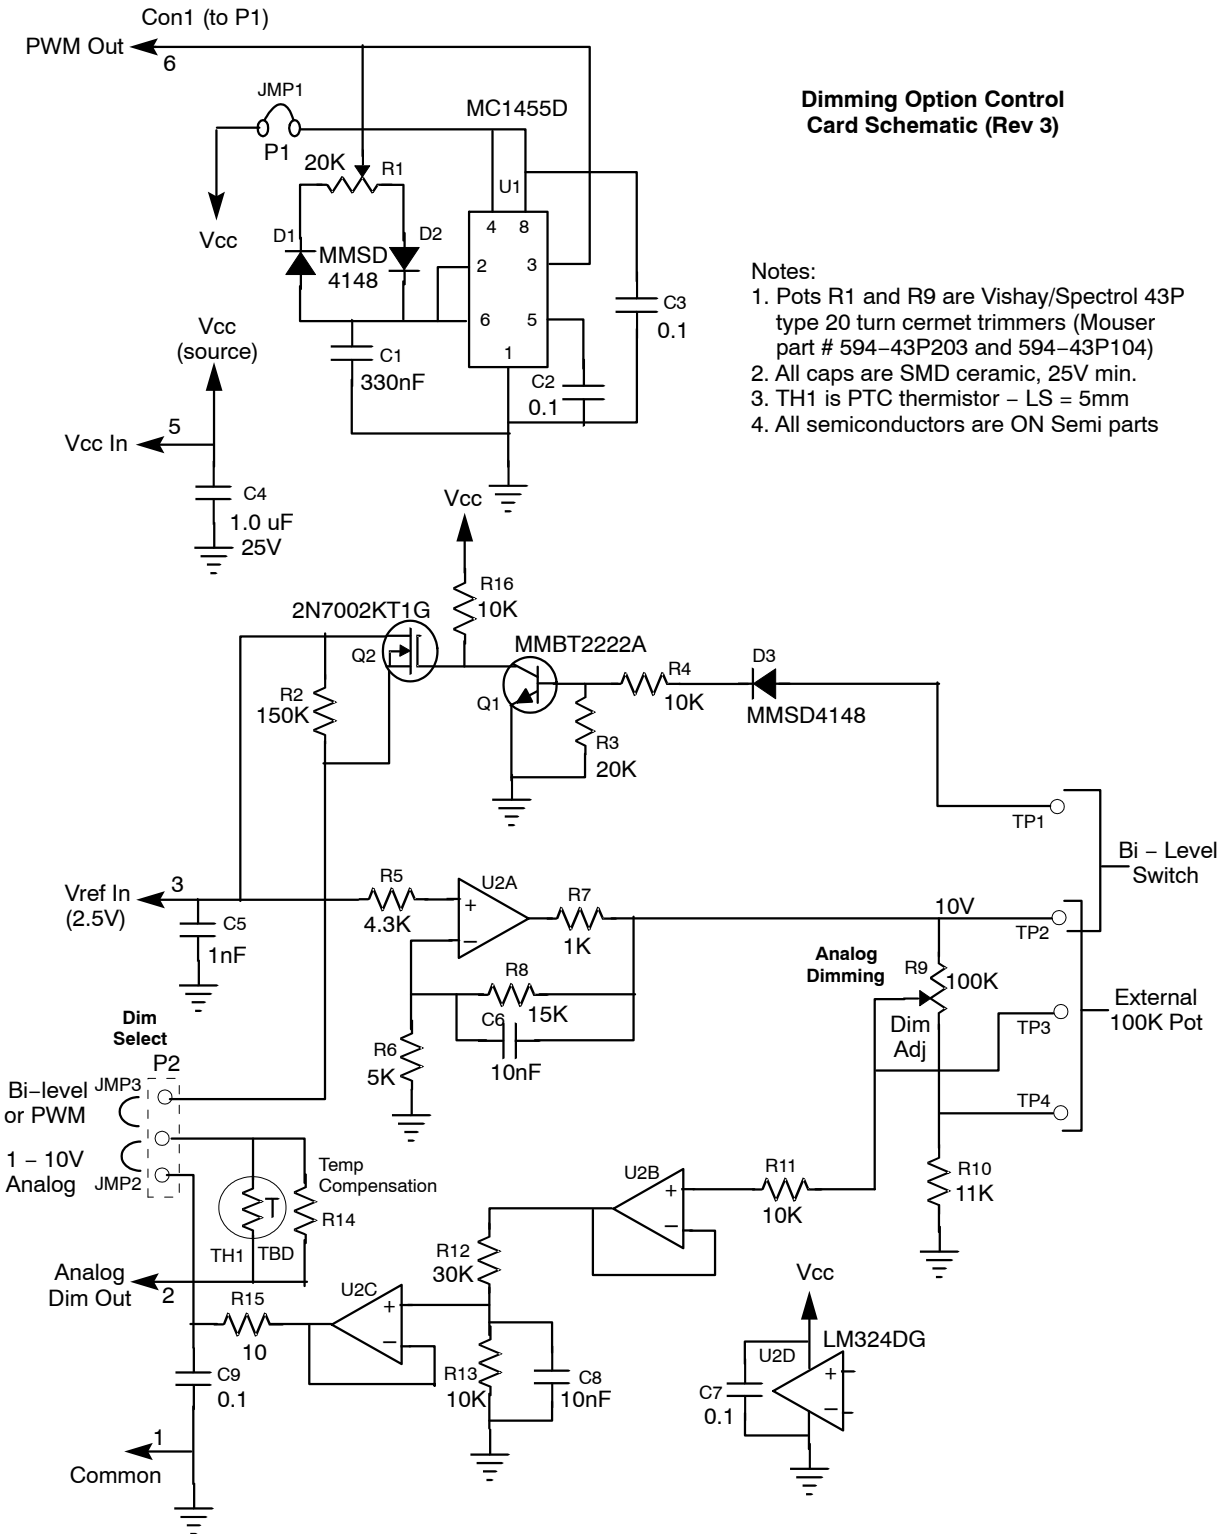 Con1 (to P1)
PWM Out
6
JMP1
P1
MC1455D
Dimming Option Control
Card Schematic (Rev 3)
20K
R1
U1
Vcc
D1
MMSD
4148
D2
4
8
2
3
6
5
1
C3
0.1
C1
330nF
C2
0.1
Notes:
1. Pots R1 and R9 are Vishay/Spectrol 43P
type 20 turn cermet trimmers (Mouser
part # 594−43P203 and 594−43P104)
2. All caps are SMD ceramic, 25V min.
3. TH1 is PTC thermistor − LS = 5mm
4. All semiconductors are ON Semi parts
Vcc
(source)
Vcc In
5
C4
1.0 uF
25V
Vcc
R16
10K
2N7002KT1G
Q2
MMBT2222A
Q1
R4
10K
D3
MMSD4148
R2
150K
R3
20K
TP1
Bi − Level
Switch
Vref In
(2.5V)
3
C5
1nF
R5
4.3K
U2A
+
−
R7
1K
10V
TP2
Analog
Dimming
R9
100K
Dim
Adj
TP3
External
100K Pot
TP4
R8
15K
C6
10nF
R6
5K
Dim
Select
P2
Bi−level
or PWM
JMP3
1 − 10V
Analog
JMP2
Temp
Compensation
T
R14
TH1
TBD
U2B
+
−
R11
10K
R10
11K
Analog
Dim Out
2
R12
30K
R15
10
U2C
+
−
R13
10K
C8
10nF
C9
0.1
Vcc
LM324DG
U2D
+
−
C7
0.1
1
Common